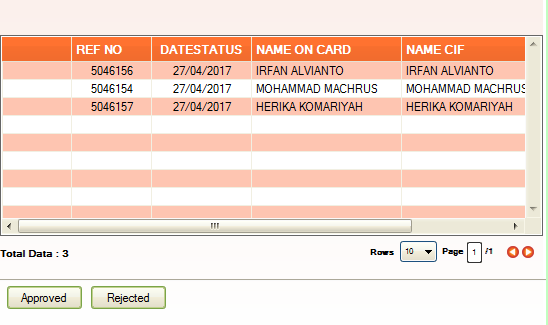 REF NO DATESTATUS NAME ON CARD NAME CIF
5046156 27/04/2017 IRFAN ALVIANTO IRFAN ALVIANTO
5046154 27/04/2017 MOHAMMAD MACHRUS MOHAMMAD MACHRUS
5046157 27/04/2017 HERIKA KOMARIYAH HERIKA KOMARIYAH
Total Data : 3 Rows 10 Page 1 /1
Approved Rejected